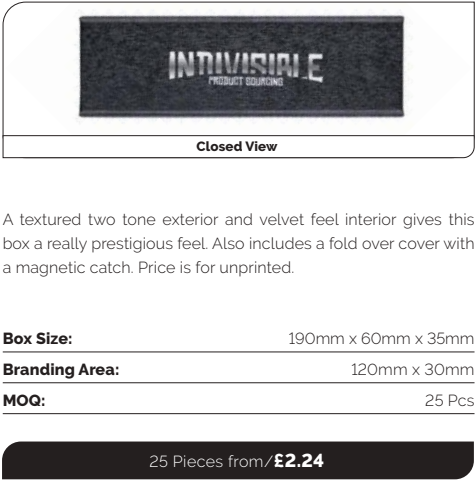 INDIVISIBLE
PRODUCT SOURCING
Closed View
A textured two tone exterior and velvet feel interior gives this
box a really prestigious feel. Also includes a fold over cover with
a magnetic catch. Price is for unprinted.
Box Size: 190mm x 60mm x 35mm
Branding Area: 120mm x 30mm
MOQ: 25 Pcs
25 Pieces from/£2.24